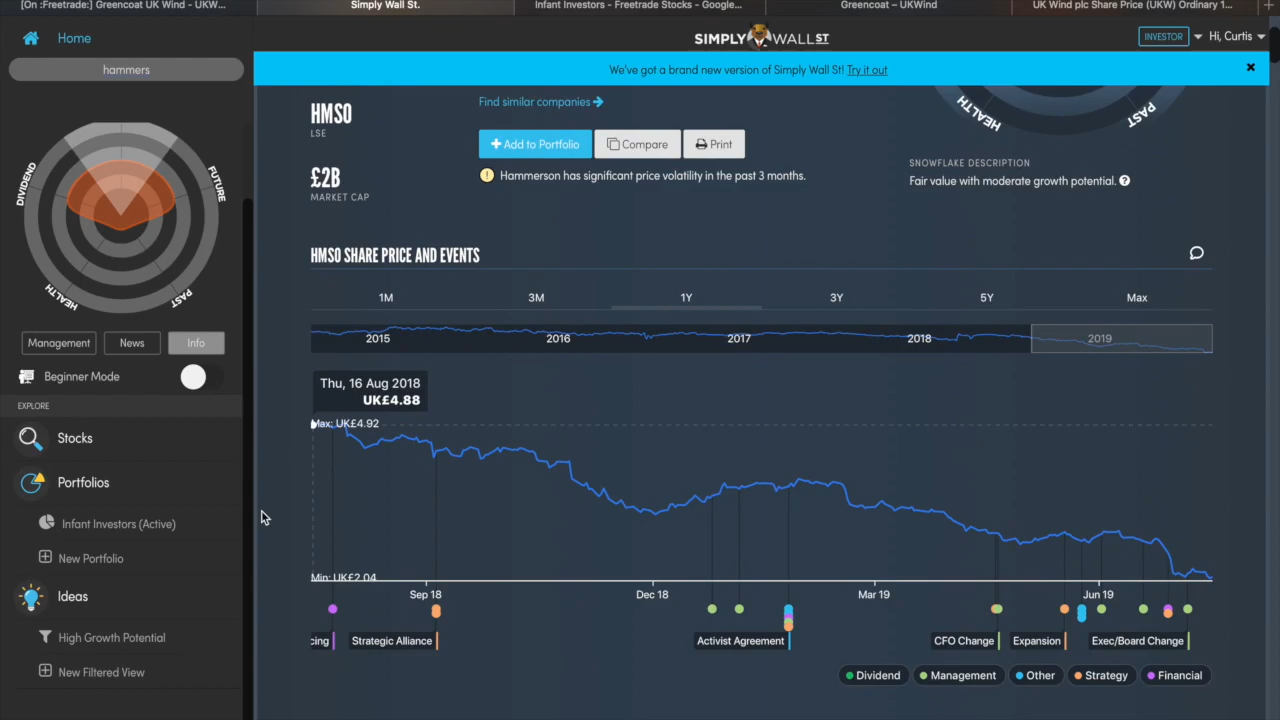 [On :Freetrade:] Greencoat UK Wind - UKW...
Simply Wall St.
Infant Investors - Freetrade Stocks - Google...
Greencoat – UKWind
UK Wind plc Share Price (UKW) Ordinary 1...
Home
SIMPLY WALL ST
INVESTOR
Hi, Curtis
hammers
We've got a brand new version of Simply Wall St! Try it out
HMSO
LSE
Find similar companies
HEALTH
PAST
Add to Portfolio
Compare
Print
£2B
MARKET CAP
Hammerson has significant price volatility in the past 3 months.
SNOWFLAKE DESCRIPTION
Fair value with moderate growth potential.
DIVIDEND
FUTURE
HEALTH
PAST
Management
News
Info
Beginner Mode
EXPLORE
Stocks
Portfolios
Infant Investors (Active)
New Portfolio
Ideas
High Growth Potential
New Filtered View
HMSO SHARE PRICE AND EVENTS
1M
3M
1Y
3Y
5Y
Max
2015
2016
2017
2018
2019
Thu, 16 Aug 2018
UK£4.88
Max: UK£4.92
Min: UK£2.04
Sep 18
Dec 18
Mar 19
Jun 19
cing
Strategic Alliance
Activist Agreement
CFO Change
Expansion
Exec/Board Change
Dividend
Management
Other
Strategy
Financial